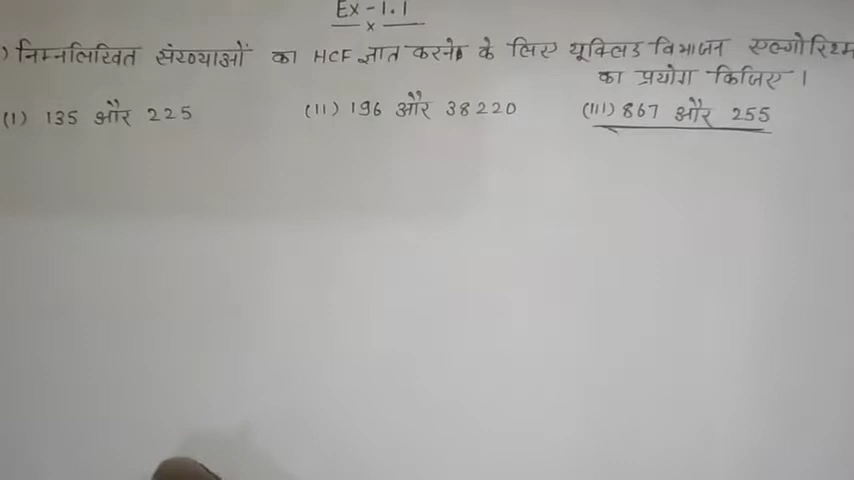 Ex-1.1
) निम्नलिखित संख्याओं का HCF ज्ञात करने के लिए यूक्लिड विभाजन एल्गोरिथ्म
का प्रयोग किजिए।
(I) 135 और 225 (II) 196 और 38220 (III) 867 और 255